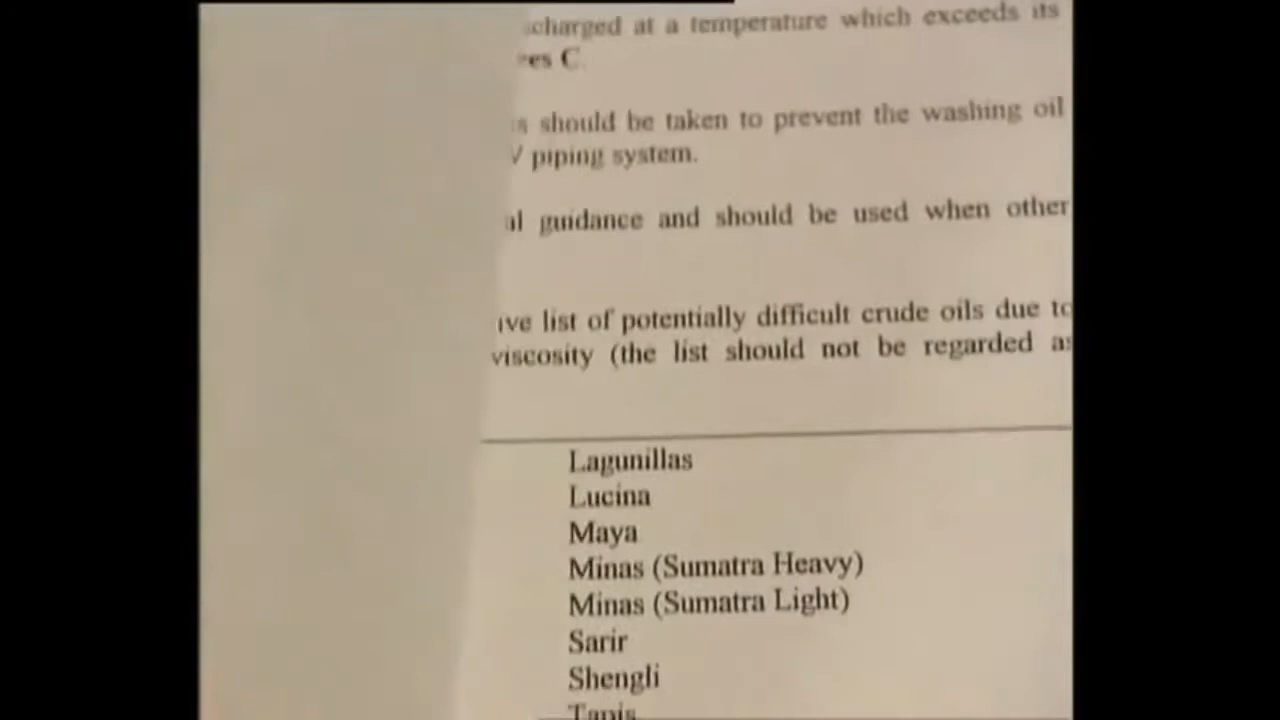 charged at a temperature which exceeds its
C.
should be taken to prevent the washing oil
piping system.
guidance and should be used when other
list of potentially difficult crude oils due to
viscosity (the list should not be regarded as
Lagunillas
Lucina
Maya
Minas (Sumatra Heavy)
Minas (Sumatra Light)
Sarir
Shengli
Tapis